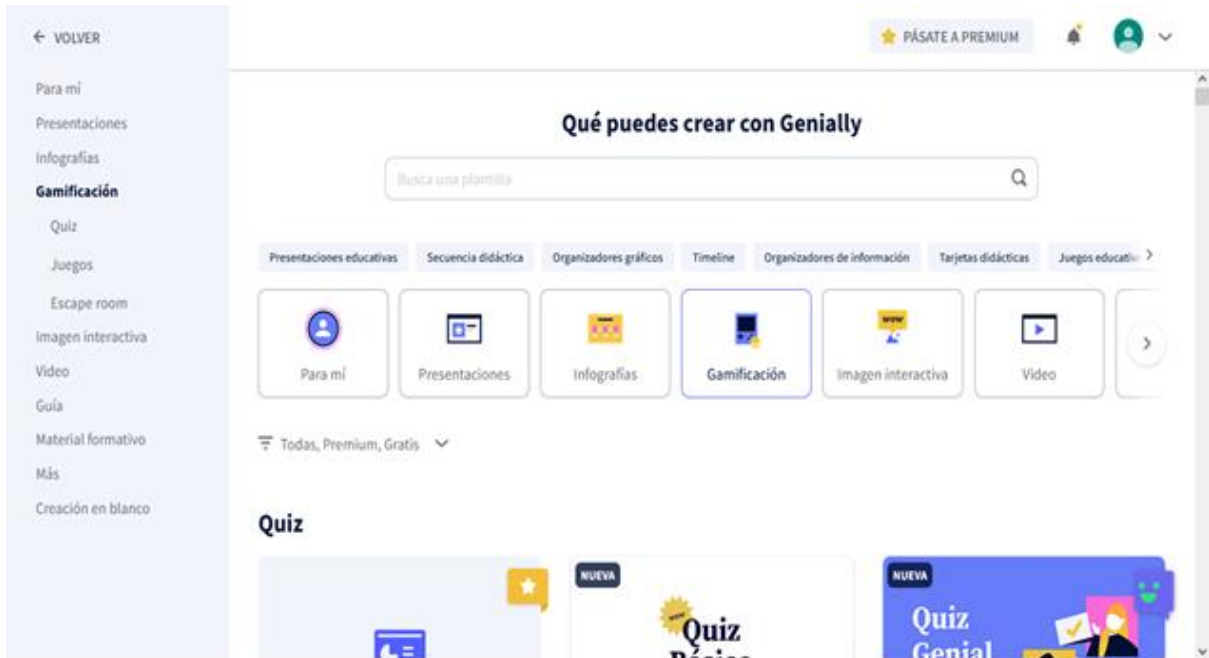 ← VOLVER
Para mí
Presentaciones
Infografías
Gamificación
Quiz
Juegos
Escape room
Imagen interactiva
Video
Guía
Material formativo
Más
Creación en blanco
PÁSATE A PREMIUM
Qué puedes crear con Genially
Busca una plantilla
Presentaciones educativas Secuencia didáctica Organizadores gráficos Timeline Organizadores de información Tarjetas didácticas Juegos
Para mí Presentaciones Infografías Gamificación Imagen interactiva Video
Todas, Premium, Gratis
Quiz
NUEVA
WOW
Quiz
Básico
NUEVA
Quiz
Genial